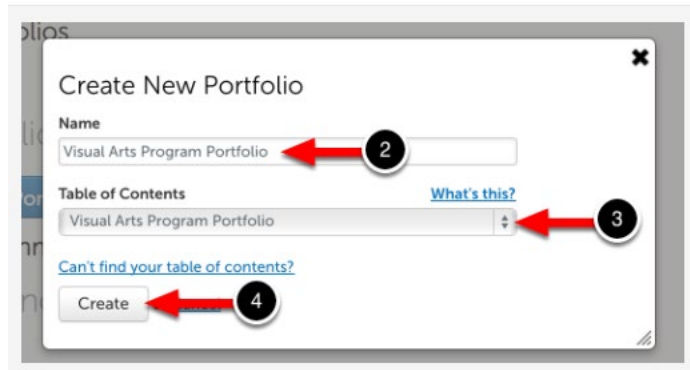 Create New Portfolio
Name
Visual Arts Program Portfolio
2
Table of Contents
What's this?
Visual Arts Program Portfolio
3
Can't find your table of contents?
Create
4